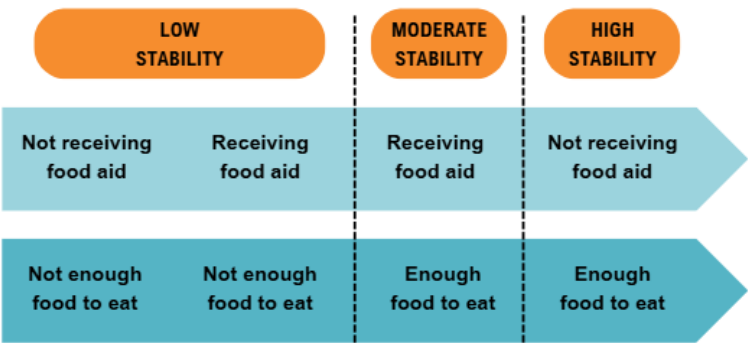 LOW
STABILITY
MODERATE
STABILITY
HIGH
STABILITY
Not receiving
food aid
Receiving
food aid
Receiving
food aid
Not receiving
food aid
Not enough
food to eat
Not enough
food to eat
Enough
food to eat
Enough
food to eat